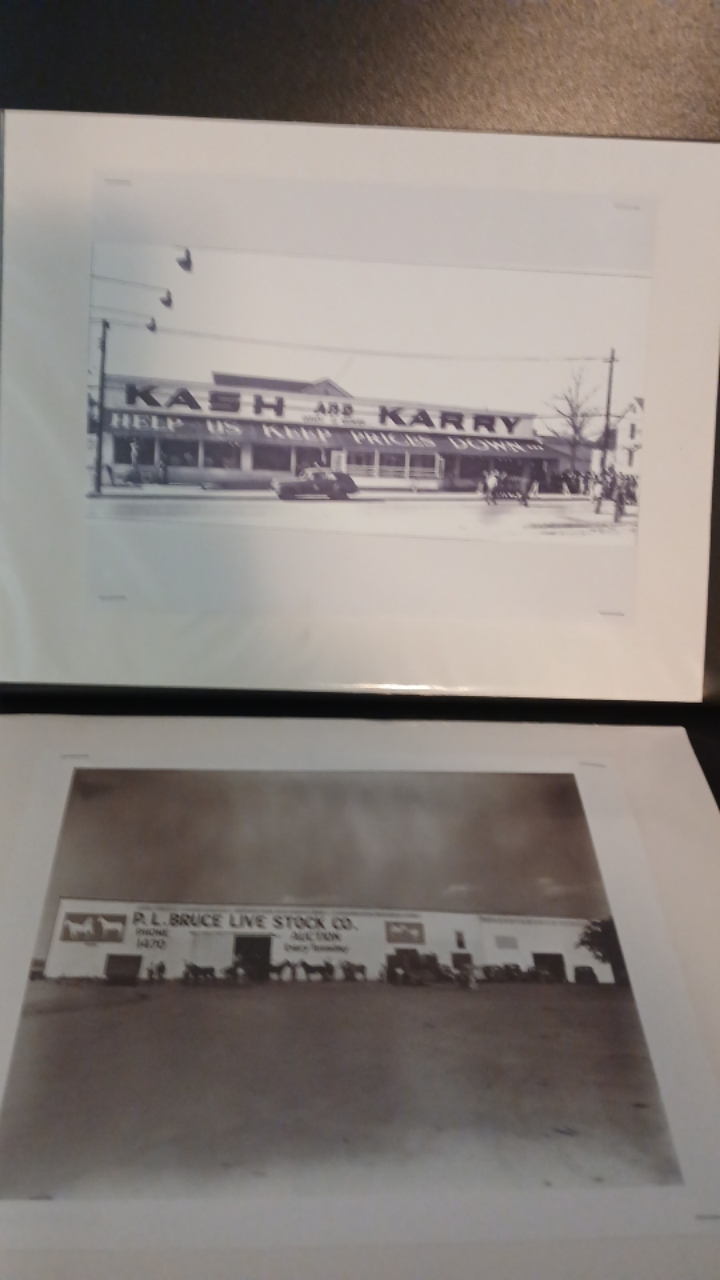 KASH AND KARRY
HELP US KEEP PRICES DOWN...
P.L. BRUCE LIVE STOCK CO.
PHONE
1470
AUCTION